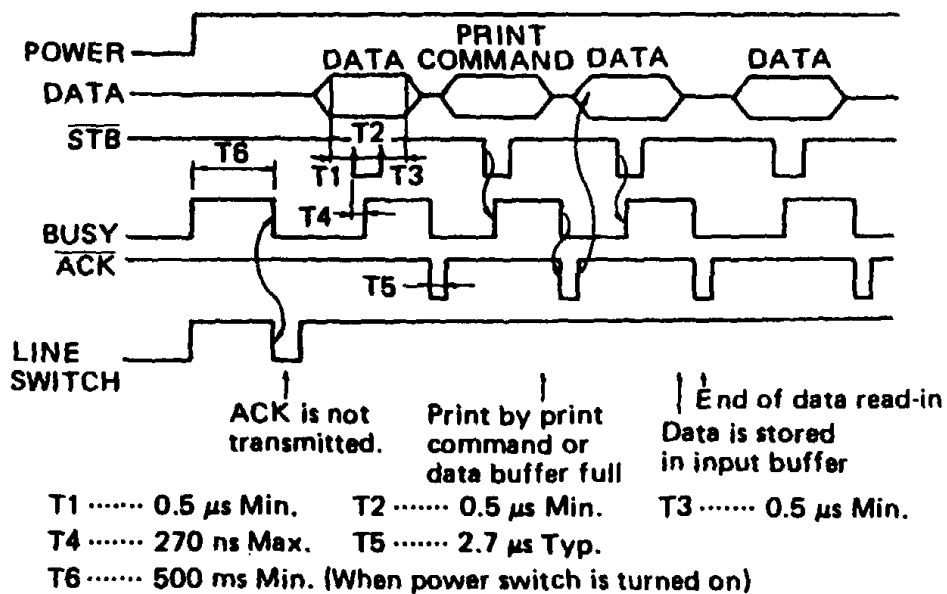 POWER
DATA
PRINT COMMAND
DATA
DATA
DATA
STB
T6
T1
T2
T3
T4
BUSY
ACK
T5
LINE SWITCH
ACK is not
transmitted.
Print by print
command or
data buffer full
End of data read-in
Data is stored
in input buffer
T1 ······· 0.5 μs Min. T2 ······· 0.5 μs Min. T3 ······· 0.5 μs Min.
T4 ······· 270 ns Max. T5 ······· 2.7 μs Typ.
T6 ······· 500 ms Min. (When power switch is turned on)